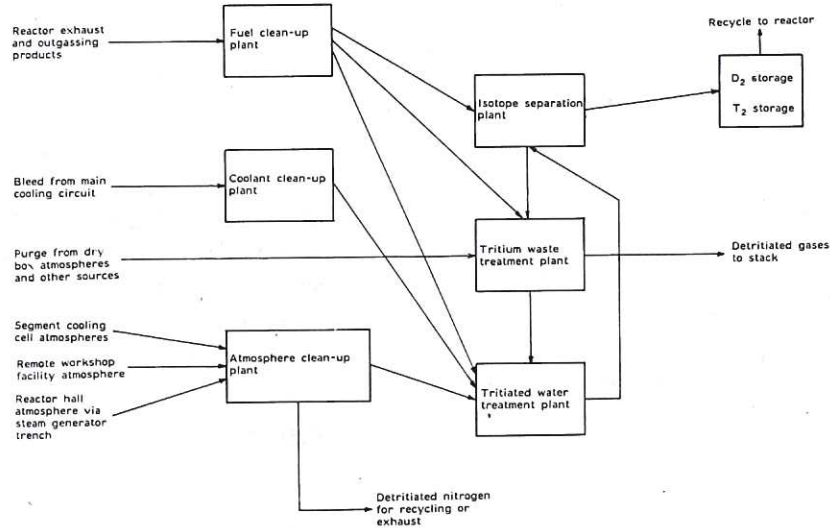 Reactor exhaust
and outgassing
products
Fuel clean-up
plant
Recycle to reactor
D2 storage
T2 storage
Isotope separation
plant
Bleed from main
cooling circuit
Coolant clean-up
plant
Purge from dry
box atmospheres
and other sources
Tritium waste
treatment plant
Detritiated gases
to stack
Segment cooling
cell atmospheres
Remote workshop
facility atmosphere
Reactor hall
atmosphere via
steam generator
trench
Atmosphere clean-up
plant
Tritiated water
treatment plant
Detritiated nitrogen
for recycling or
exhaust